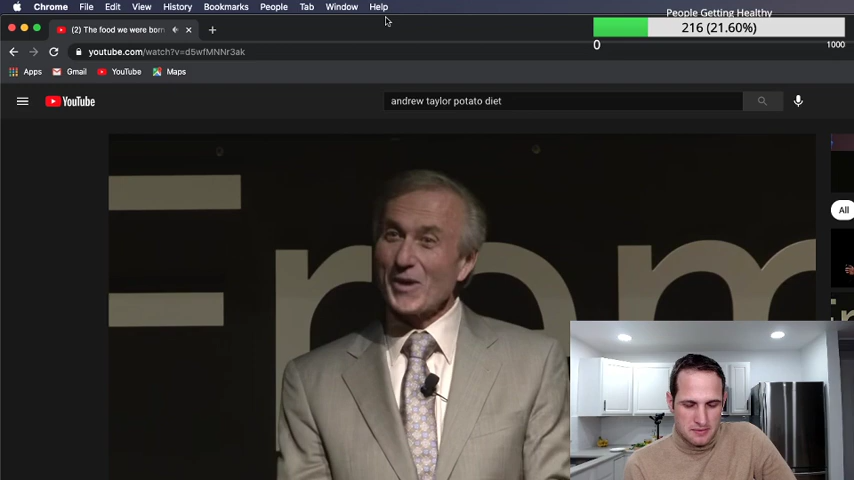 Chrome File Edit View History Bookmarks People Tab Window Help
People Getting Healthy
216 (21.60%)
0 1000
(2) The food we were born
youtube.com/watch?v=d5wfMNNr3ak
Apps Gmail YouTube Maps
YouTube
andrew taylor potato diet
All